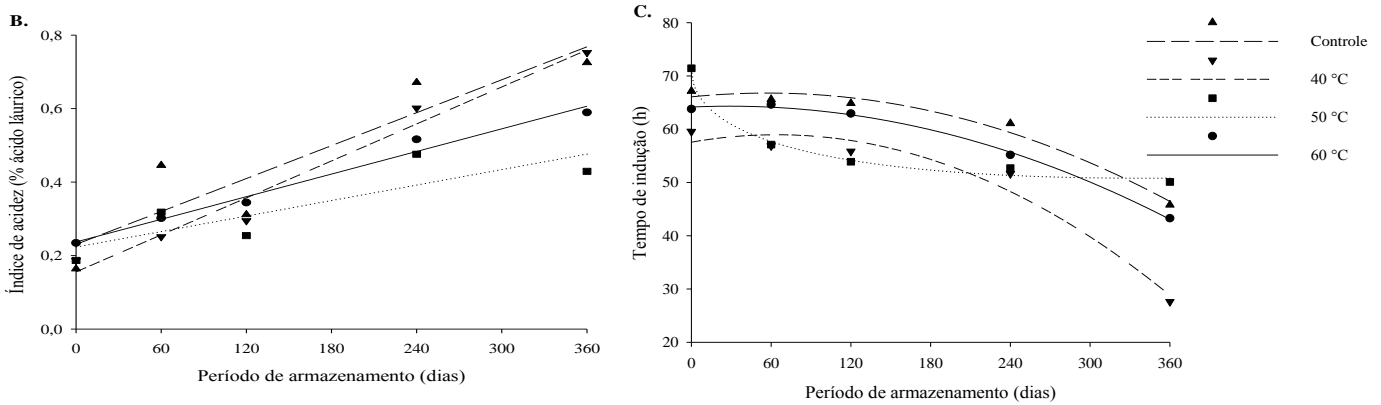 B.
Índice de acidez (% ácido láurico)
0,8
0,6
0,4
0,2
0,0
0 60 120 180 240 300 360
Período de armazenamento (dias)
C.
Tempo de indução (h)
80
70
60
50
40
30
20
0 60 120 180 240 300 360
Período de armazenamento (dias)
Controle
40 °C
50 °C
60 °C